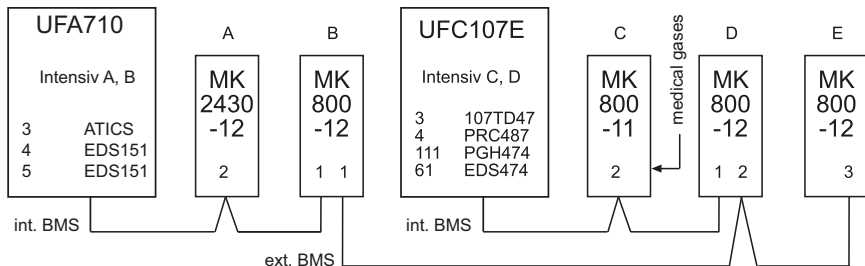 UFA710
Intensiv A, B
3 ATICS
4 EDS151
5 EDS151
A
MK
2430
-12
2
B
MK
800
-12
1 1
UFC107E
Intensiv C, D
3 107TD47
4 PRC487
111 PGH474
61 EDS474
C
MK
800
-11
2
medical gases
D
MK
800
-12
1 2
E
MK
800
-12
3
int. BMS
int. BMS
ext. BMS